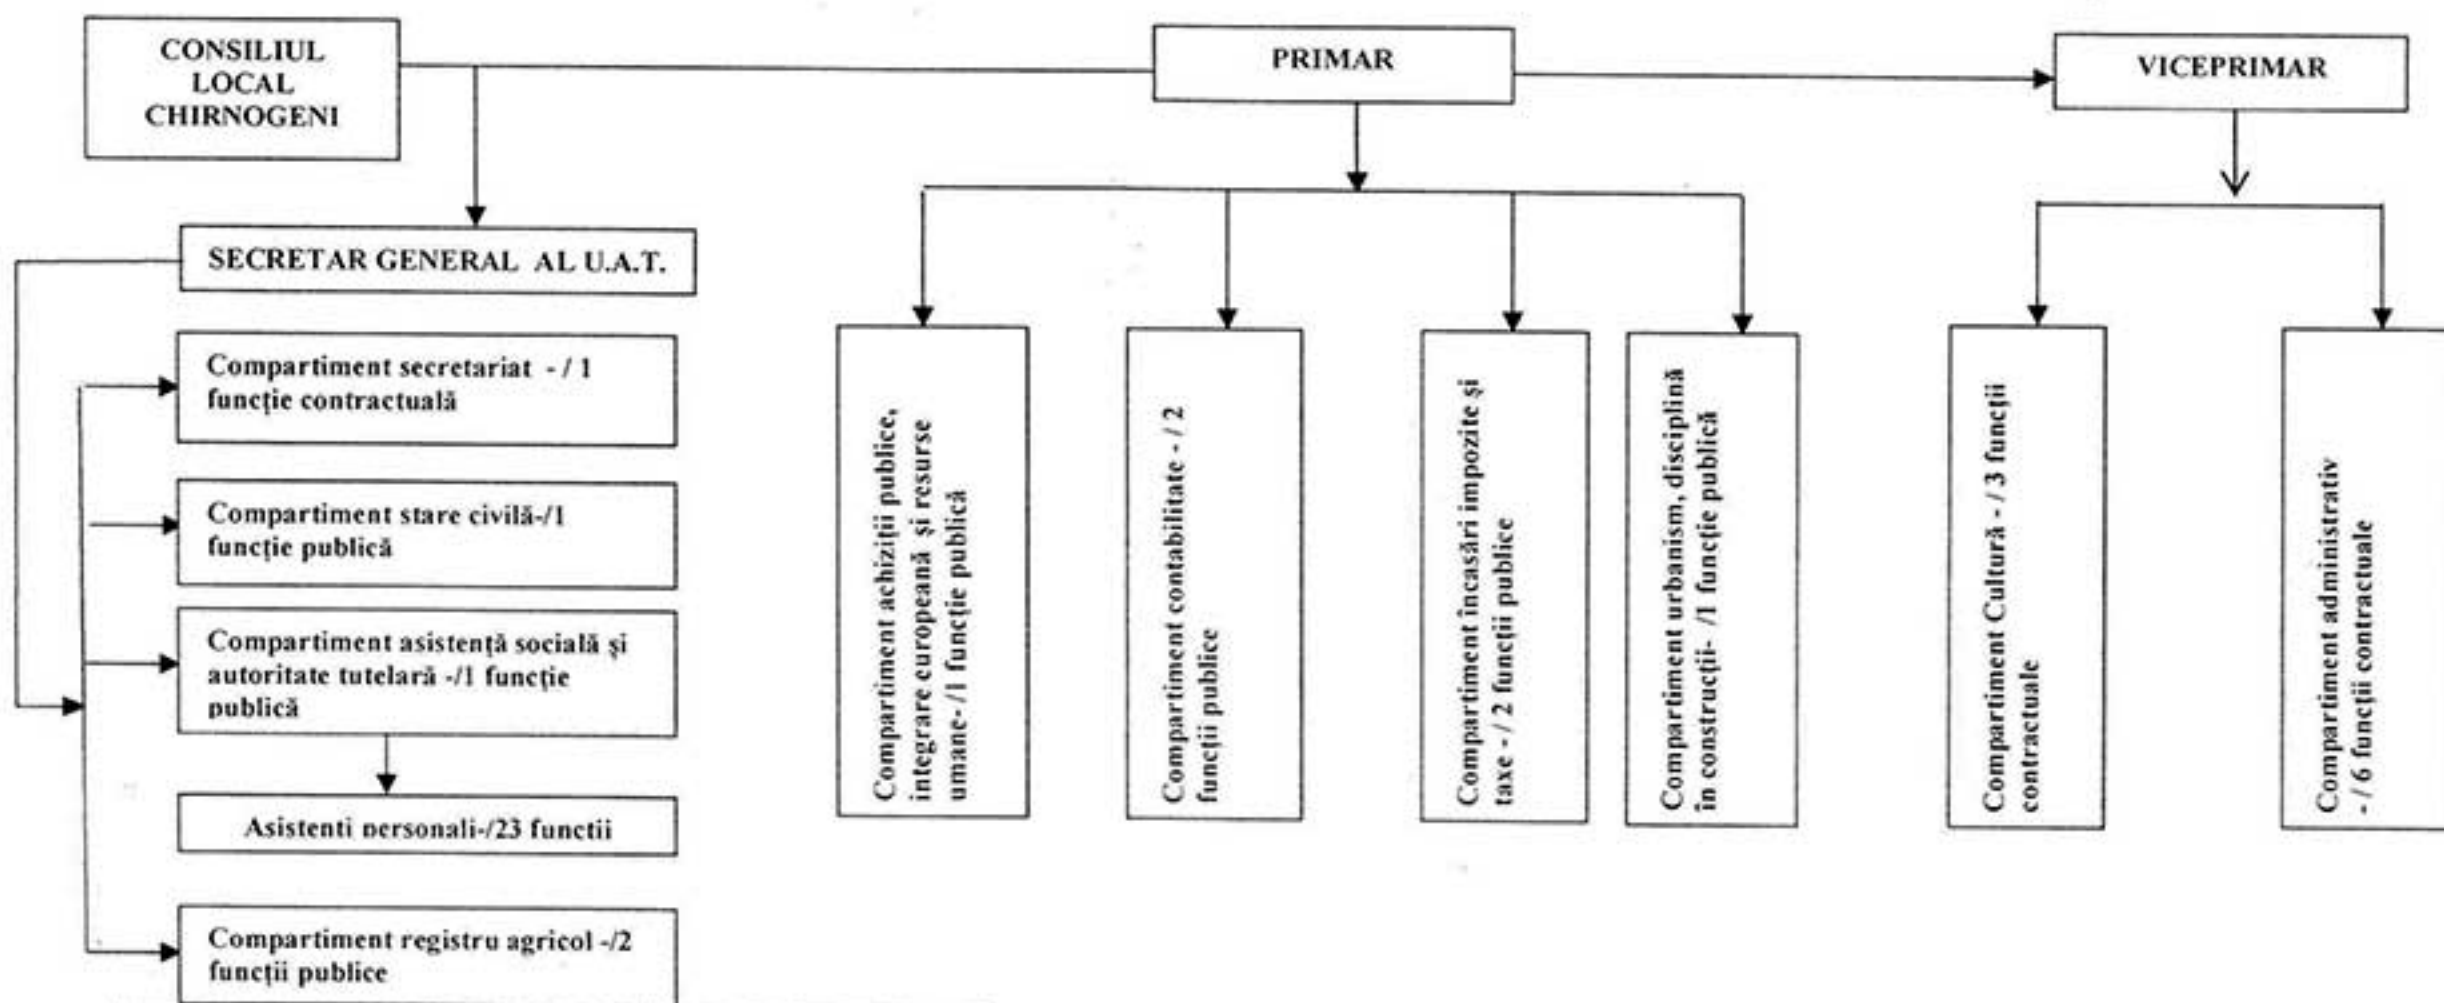 CONSILIUL
LOCAL
CHIRNOGENI
PRIMAR
VICEPRIMAR
SECRETAR GENERAL AL U.A.T.
Compartiment secretariat - / 1
funcție contractuală
Compartiment stare civilă-/1
funcție publică
Compartiment asistență socială și
autoritate tutelară -/1 funcție
publică
Asistenti personali-/23 functii
Compartiment registru agricol -/2
funcții publice
Compartiment achiziții publice,
integrare europeană și resurse
umane- /1 funcție publică
Compartiment contabilitate - / 2
funcții publice
Compartiment încasări impozite și
taxe - / 2 funcții publice
Compartiment urbanism, disciplină
în construcții- /1 funcție publică
Compartiment Cultură - / 3 funcții
contractuale
Compartiment administrativ
- / 6 funcții contractuale